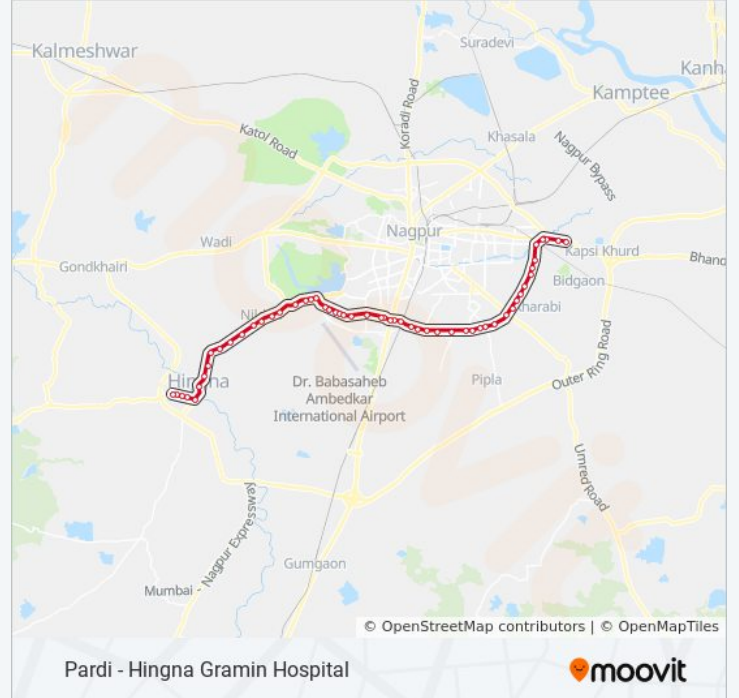 Suradevi
Kalmeshwar
Kanh
Kamptee
Koradi Road
Katol Road
Khasala
Nagpur Bypass
Nagpur
Wadi
Kapsi Khurd
Bhand
Gondkhairi
Bidgaon
Kharabi
Hingna
Dr. Babasaheb
Ambedkar
International Airport
Pipla
Outer Ring Road
Umred Road
Mumbai - Nagpur Expressway
Gumgaon
© OpenStreetMap contributors | © OpenMapTiles
Pardi - Hingna Gramin Hospital
moovit